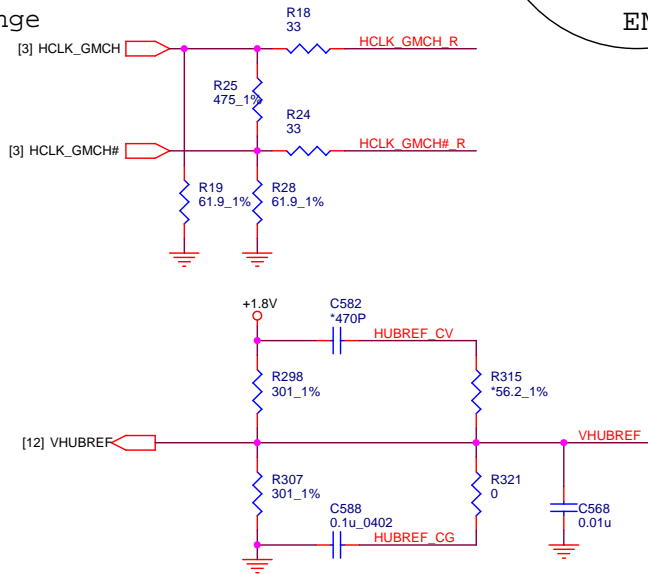 nge
EM
R18
33
[3] HCLK_GMCH
HCLK_GMCH_R
R25
475_1%
R24
33
[3] HCLK_GMCH#
HCLK_GMCH#_R
R19
61.9_1%
R28
61.9_1%
+1.8V
C582
*470P
HUBREF_CV
R298
301_1%
R315
*56.2_1%
[12] VHUBREF
VHUBREF
R307
301_1%
R321
0
C588
0.1u_0402
HUBREF_CG
C568
0.01u